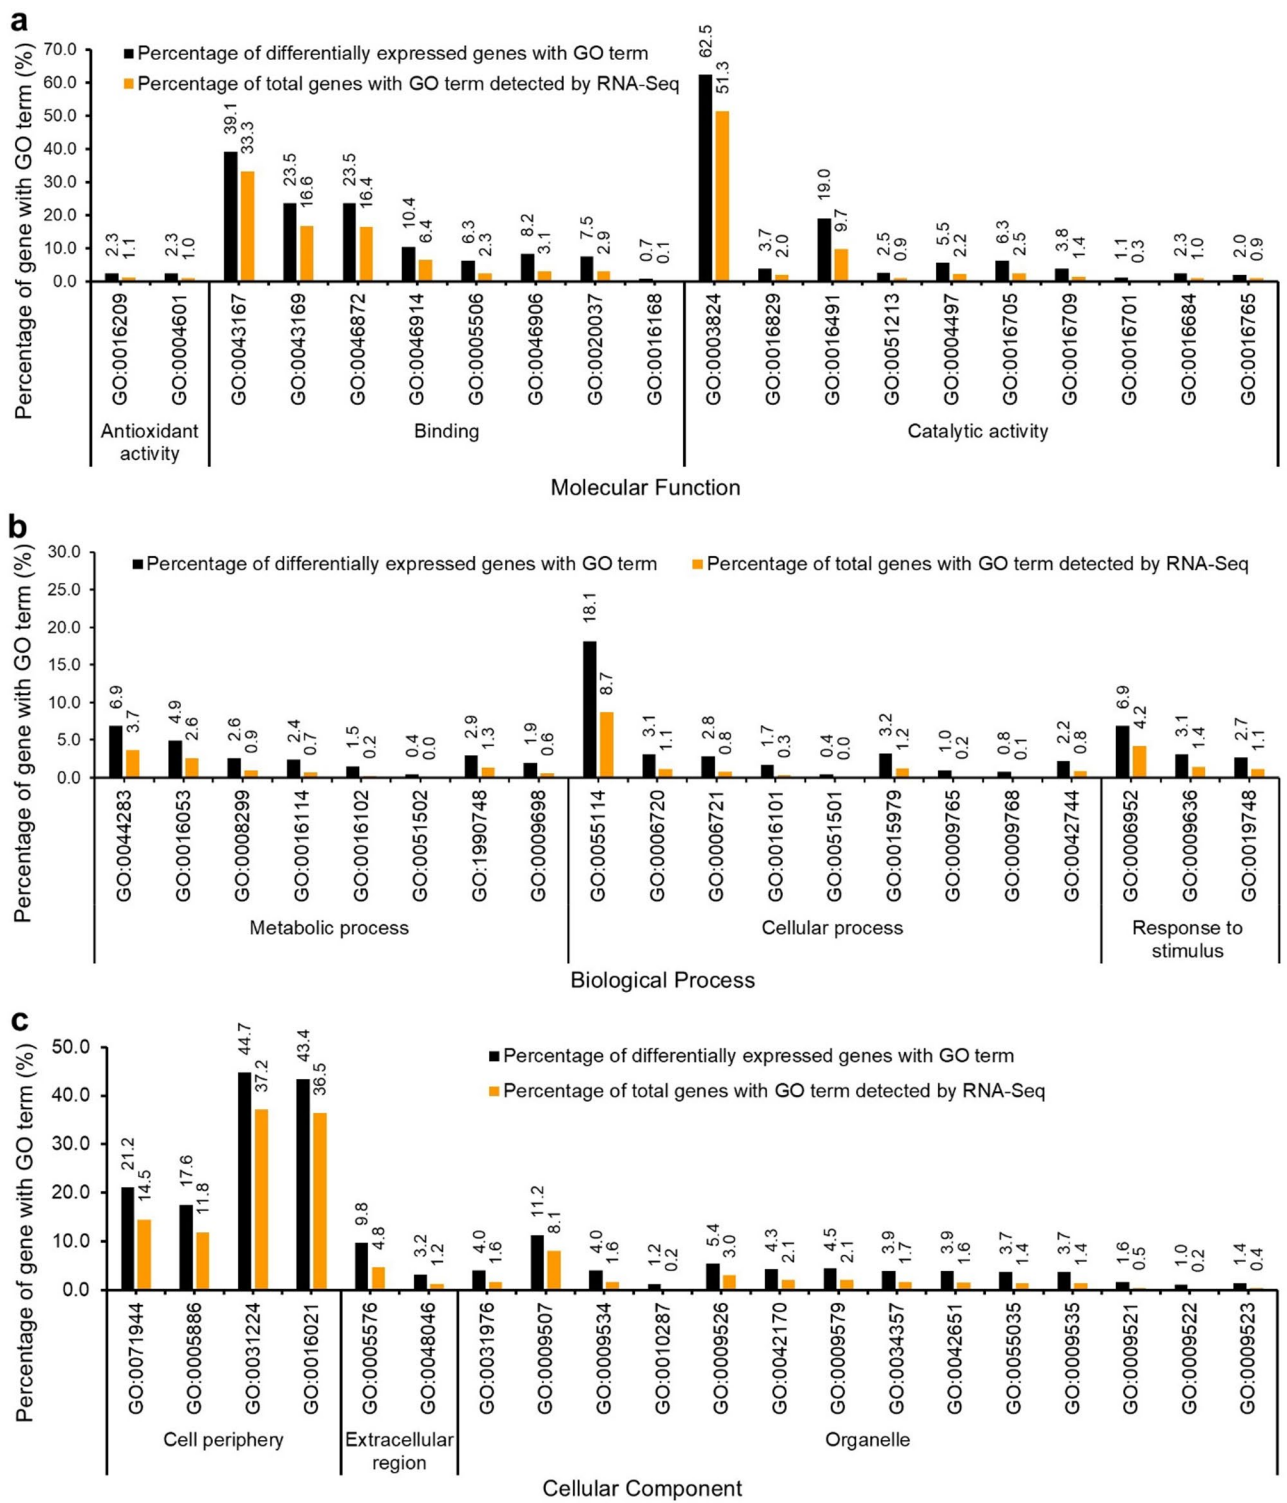 a
Percentage of gene with GO term (%)
70.0
60.0
50.0
40.0
30.0
20.0
10.0
0.0
Percentage of differentially expressed genes with GO term
Percentage of total genes with GO term detected by RNA-Seq
2.3 1.1 2.3 1.0 39.1 33.3 23.5 16.6 23.5 16.4 10.4 6.4 6.3 2.3 8.2 3.1 7.5 2.9 0.7 0.1 62.5 51.3 3.7 2.0 19.0 9.7 2.5 0.9 5.5 2.2 6.3 2.5 3.8 1.4 1.1 0.3 2.3 1.0 2.0 0.9
GO:0016209 GO:0004601 GO:0043167 GO:0043169 GO:0046872 GO:0046914 GO:0005506 GO:0046906 GO:0020037 GO:0016168 GO:0003824 GO:0016829 GO:0016491 GO:0051213 GO:0004497 GO:0016705 GO:0016709 GO:0016701 GO:0016684 GO:0016765
Antioxidant activity
Binding
Catalytic activity
Molecular Function
b
Percentage of gene with GO term (%)
30.0
25.0
20.0
15.0
10.0
5.0
0.0
Percentage of differentially expressed genes with GO term
Percentage of total genes with GO term detected by RNA-Seq
6.9 3.7 4.9 2.6 2.6 0.9 2.4 0.7 1.5 0.2 0.4 0.0 2.9 1.3 1.9 0.6 18.1 8.7 3.1 1.1 2.8 0.8 1.7 0.3 0.4 0.0 3.2 1.2 1.0 0.2 0.8 0.1 2.2 0.8 6.9 4.2 3.1 1.4 2.7 1.1
GO:0044283 GO:0016053 GO:0008299 GO:0016114 GO:0016102 GO:0051502 GO:1990748 GO:0009698 GO:0055114 GO:0006720 GO:0006721 GO:0016101 GO:0051501 GO:0015979 GO:0009765 GO:0009768 GO:0042744 GO:0006952 GO:0009636 GO:0019748
Metabolic process
Cellular process
Response to
stimulus
Biological Process
c
Percentage of gene with GO term (%)
50.0
40.0
30.0
20.0
10.0
0.0
Percentage of differentially expressed genes with GO term
Percentage of total genes with GO term detected by RNA-Seq
21.2 14.5 17.6 11.8 44.7 37.2 43.4 36.5 9.8 4.8 3.2 1.2 4.0 1.6 11.2 8.1 4.0 1.6 1.2 0.2 5.4 3.0 4.3 2.1 4.5 2.1 3.9 1.7 3.9 1.6 3.7 1.4 3.7 1.4 1.6 0.5 1.0 0.2 1.4 0.4
GO:0071944 GO:0005886 GO:0031224 GO:0016021 GO:0005576 GO:0048046 GO:0031976 GO:0009507 GO:0009534 GO:0010287 GO:0009526 GO:0042170 GO:0009579 GO:0034357 GO:0042651 GO:0055035 GO:0009535 GO:0009521 GO:0009522 GO:0009523
Cell periphery
Extracellular
region
Organelle
Cellular Component